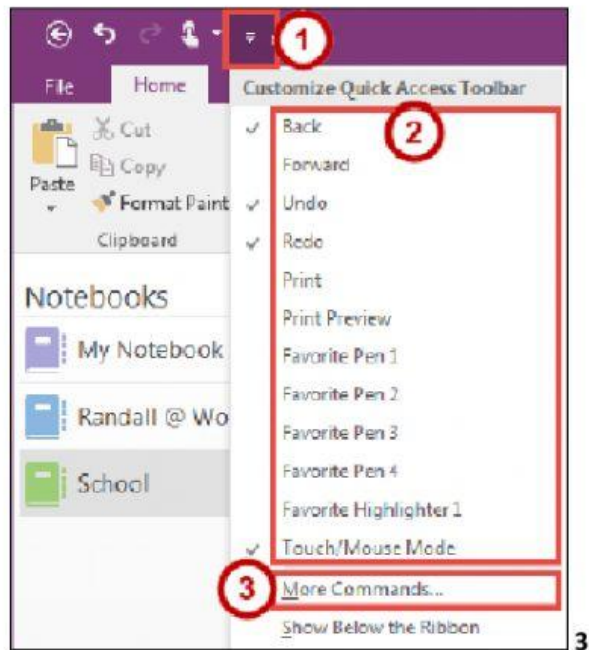 1
File Home Customize Quick Access Toolbar
Cut
Copy
Paste
Format Paint
Clipboard
Notebooks
My Notebook
Randall @ Wo
School
2
Back
Forward
Undo
Redo
Print
Print Preview
Favorite Pen 1
Favorite Pen 2
Favorite Pen 3
Favorite Pen 4
Favorite Highlighter 1
Touch/Mouse Mode
3
More Commands...
Show Below the Ribbon
3